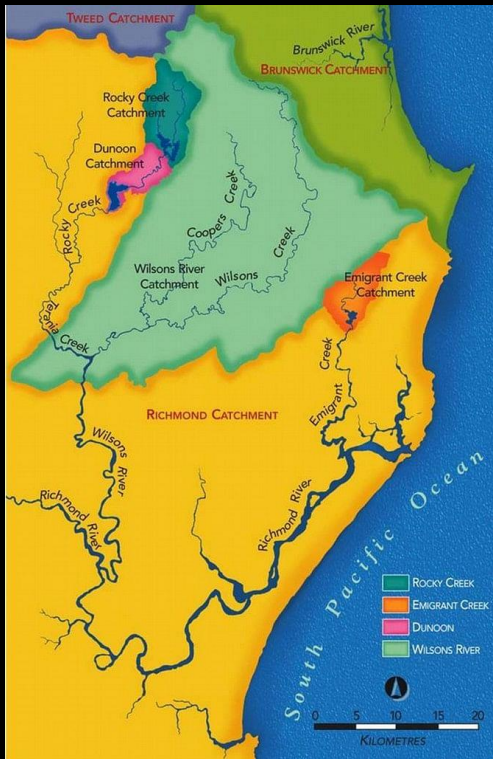 TWEED CATCHMENT
Brunswick River
BRUNSWICK CATCHMENT
Rocky Creek
Catchment
Dunoon
Catchment
Rocky Creek
Coopers Creek
Wilsons River
Catchment
Wilsons Creek
Emigrant Creek
Catchment
Terania Creek
Emigrant Creek
RICHMOND CATCHMENT
Wilsons River
Richmond River
Richmond River
South Pacific Ocean
ROCKY CREEK
EMIGRANT CREEK
DUNOON
WILSONS RIVER
0 5 10 15 20
KILOMETRES